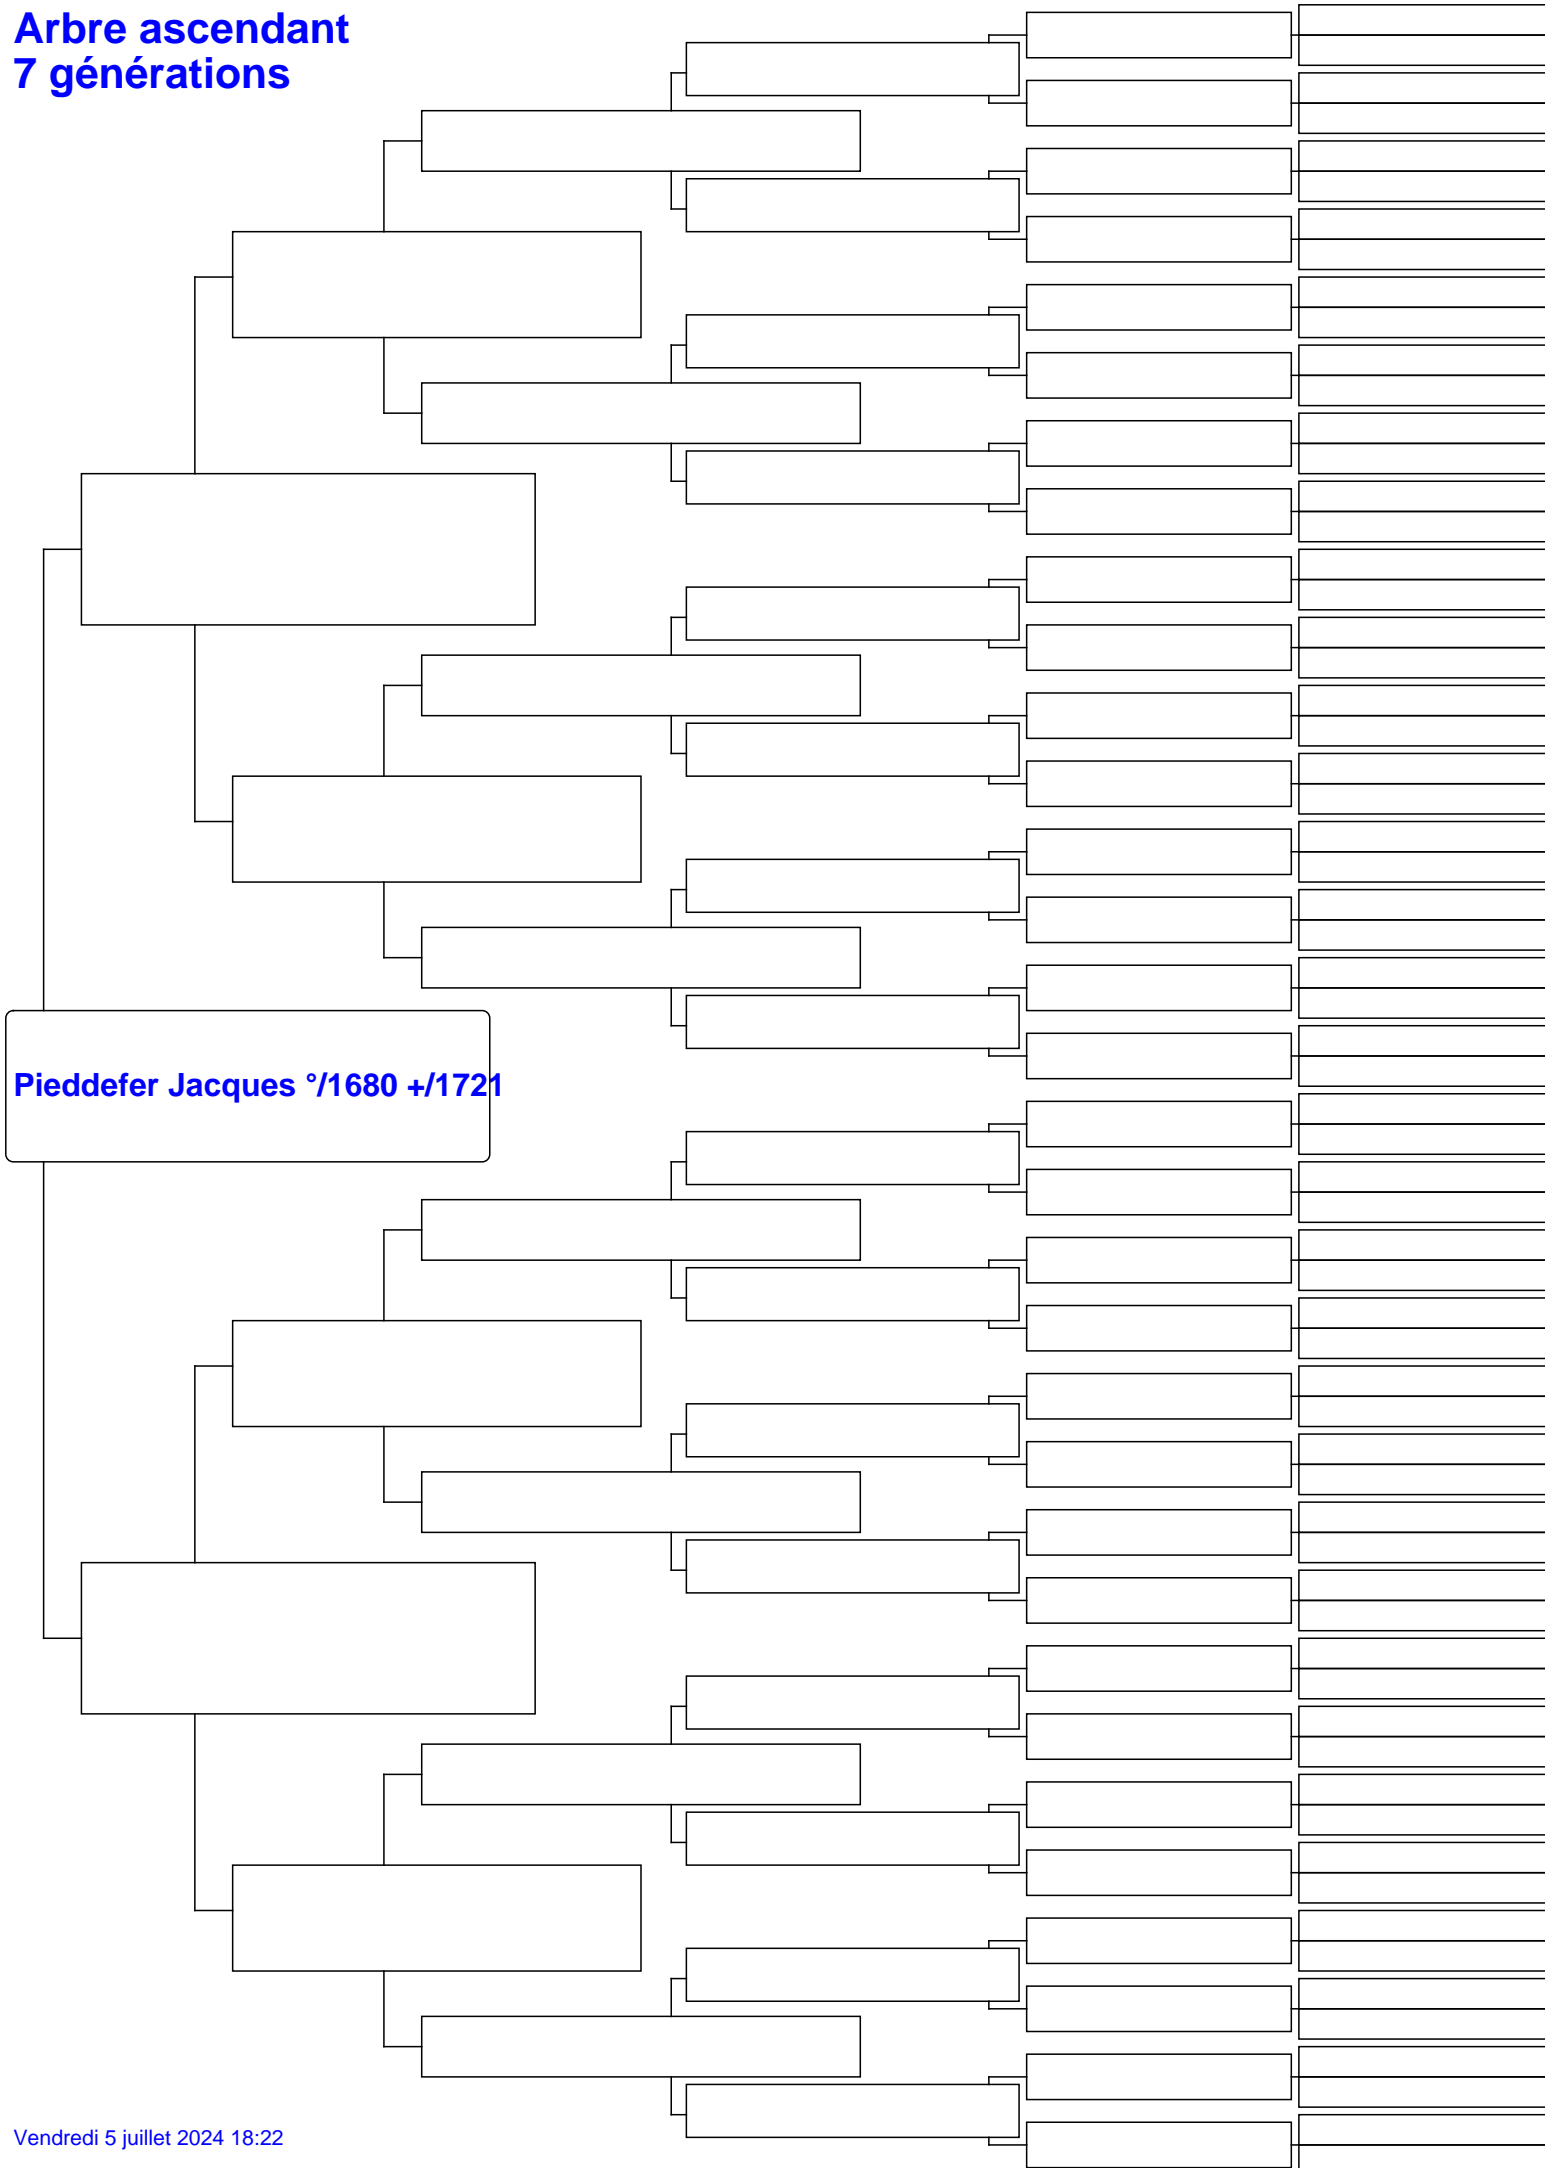 Arbre ascendant
7 générations
Pieddefer Jacques °/1680 +/1721
Vendredi 5 juillet 2024 18:22